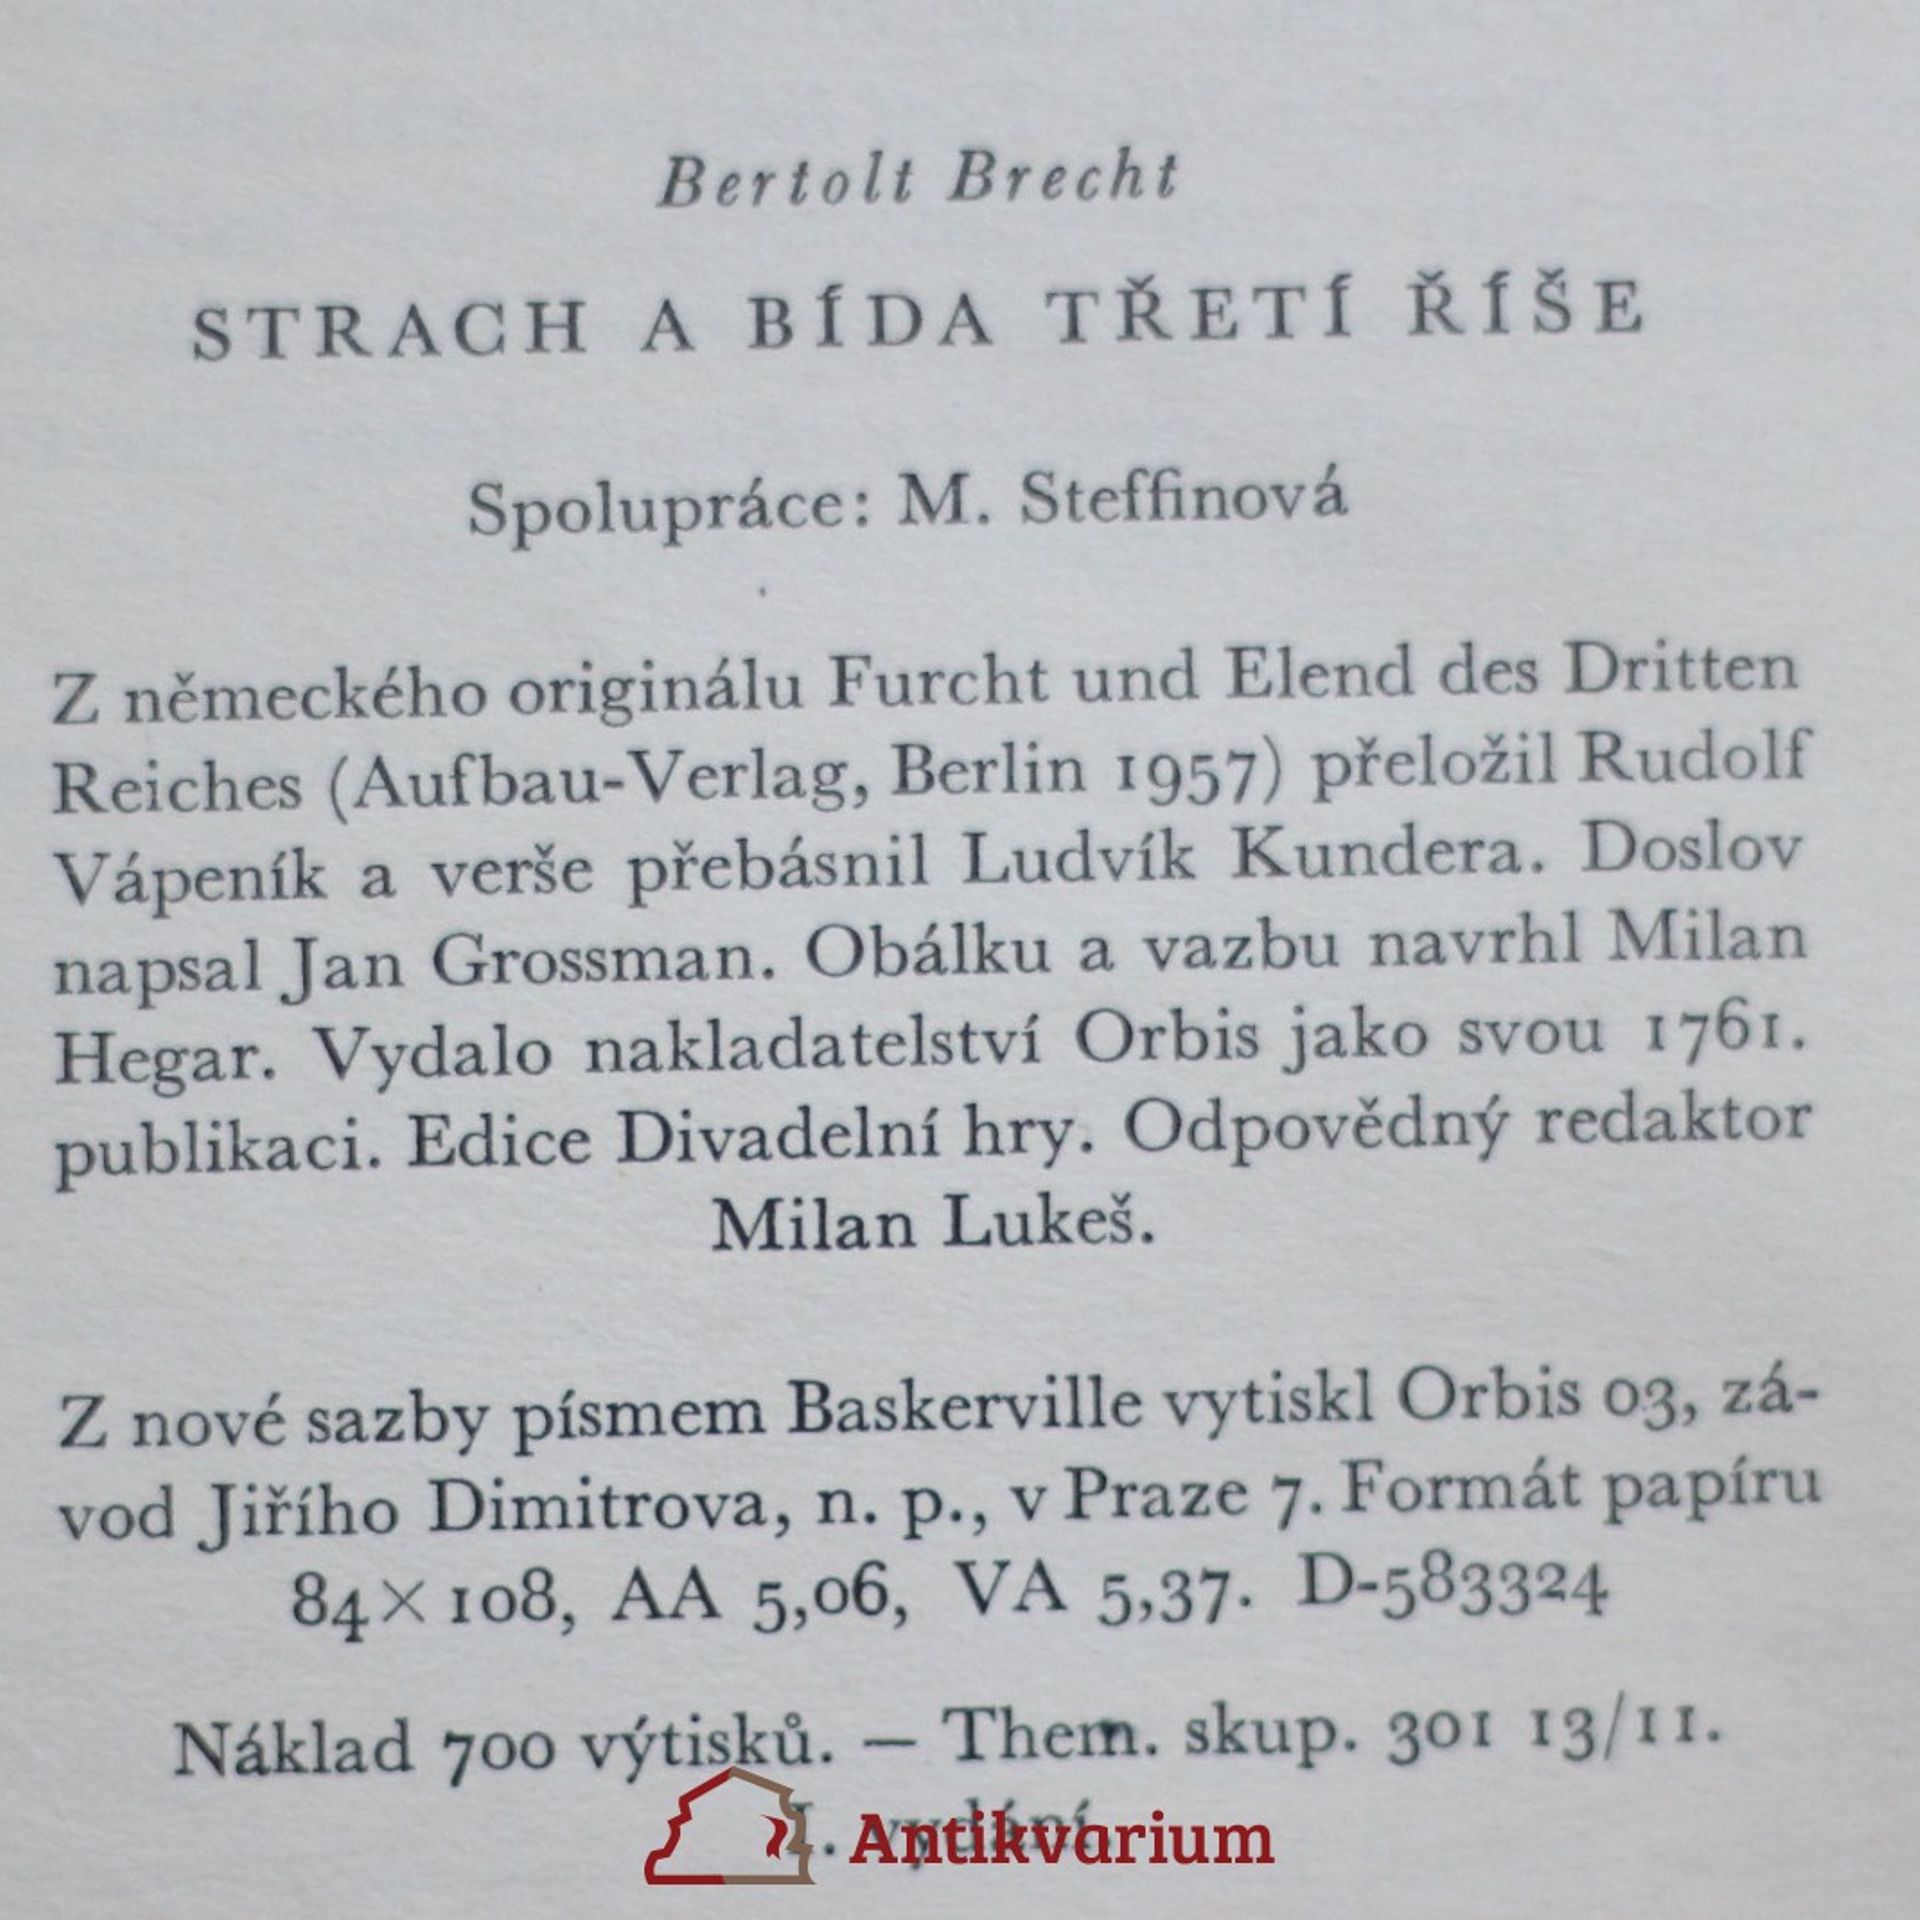 Bertolt Brecht
STRACH A BÍDA TŘETÍ ŘÍŠE
Spolupráce: M. Steffinová
Z německého originálu Furcht und Elend des Dritten
Reiches (Aufbau-Verlag, Berlin 1957) přeložil Rudolf
Vápeník a verše přebásnil Ludvík Kundera. Doslov
napsal Jan Grossman. Obálku a vazbu navrhl Milan
Hegar. Vydalo nakladatelství Orbis jako svou 1761.
publikaci. Edice Divadelní hry. Odpovědný redaktor
Milan Lukeš.
Z nové sazby písmem Baskerville vytiskl Orbis 03, zá-
vod Jiřího Dimitrova, n. p., v Praze 7. Formát papíru
84×108, AA 5,06, VA 5,37. D-583324
Náklad 700 výtisků. — Them. skup. 301 13/11.
I. vydání.
Antikvarium